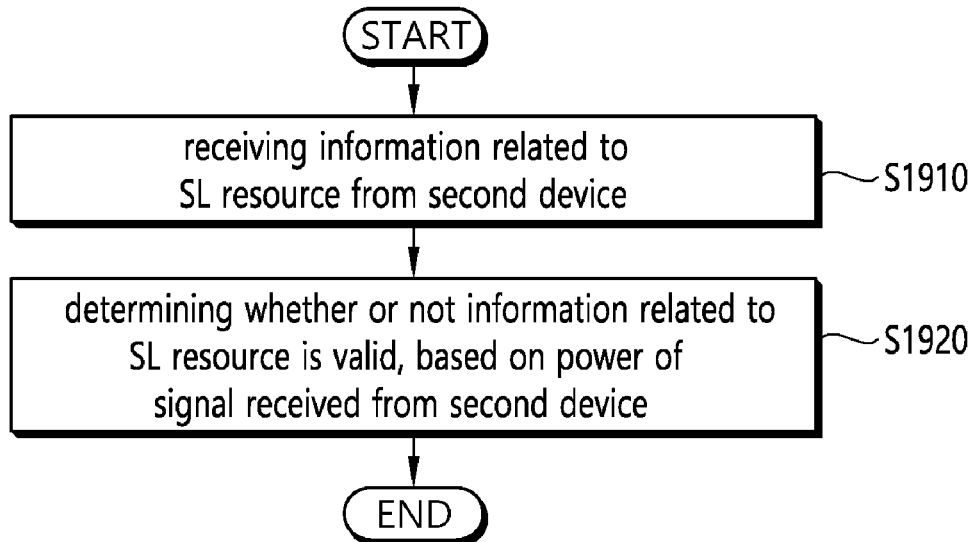 START
receiving information related to
SL resource from second device
S1910
determining whether or not information related to
SL resource is valid, based on power of
signal received from second device
S1920
END